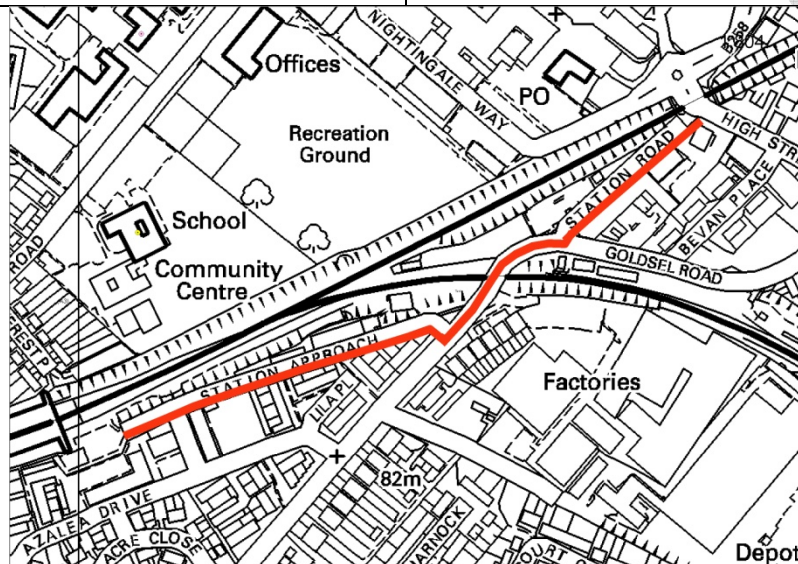 NIGHTINGALE
WAY
Offices
PO
HIGH STR
Recreation
Ground
STATION ROAD
BEVAN PLACE
School
GOLDSEL ROAD
ROAD
Community
Centre
STATION APPROACH
Factories
82m
AZALEA DRIVE
ACRE CLOSE
Depot